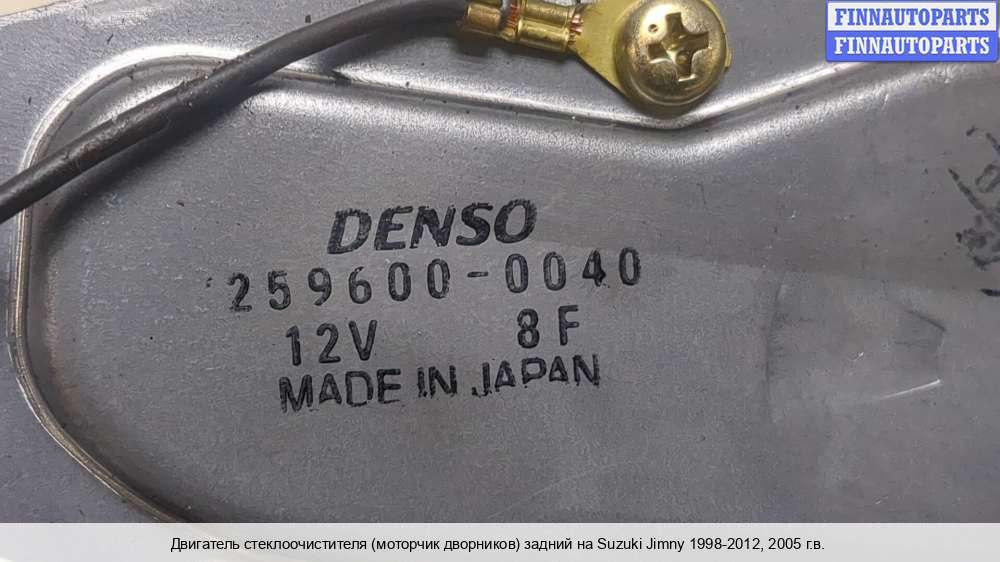 FINNAUTOPARTS
FINNAUTOPARTS
DENSO
259600-0040
12V 8F
MADE IN JAPAN
Двигатель стеклоочистителя (моторчик дворников) задний на Suzuki Jimny 1998-2012, 2005 г.в.